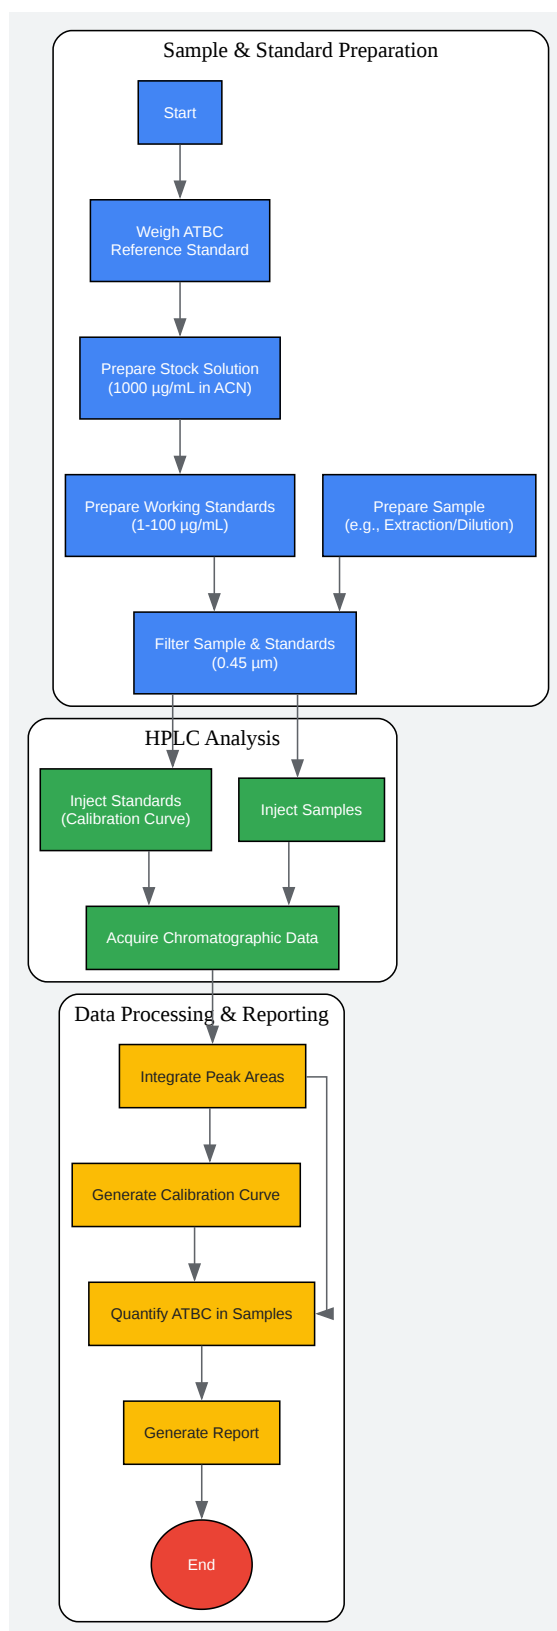 Sample & Standard Preparation
Start
Weigh ATBC
Reference Standard
Prepare Stock Solution
(1000 µg/mL in ACN)
Prepare Working Standards
(1-100 µg/mL)
Prepare Sample
(e.g., Extraction/Dilution)
Filter Sample & Standards
(0.45 µm)
HPLC Analysis
Inject Standards
(Calibration Curve)
Inject Samples
Acquire Chromatographic Data
Data Processing & Reporting
Integrate Peak Areas
Generate Calibration Curve
Quantify ATBC in Samples
Generate Report
End